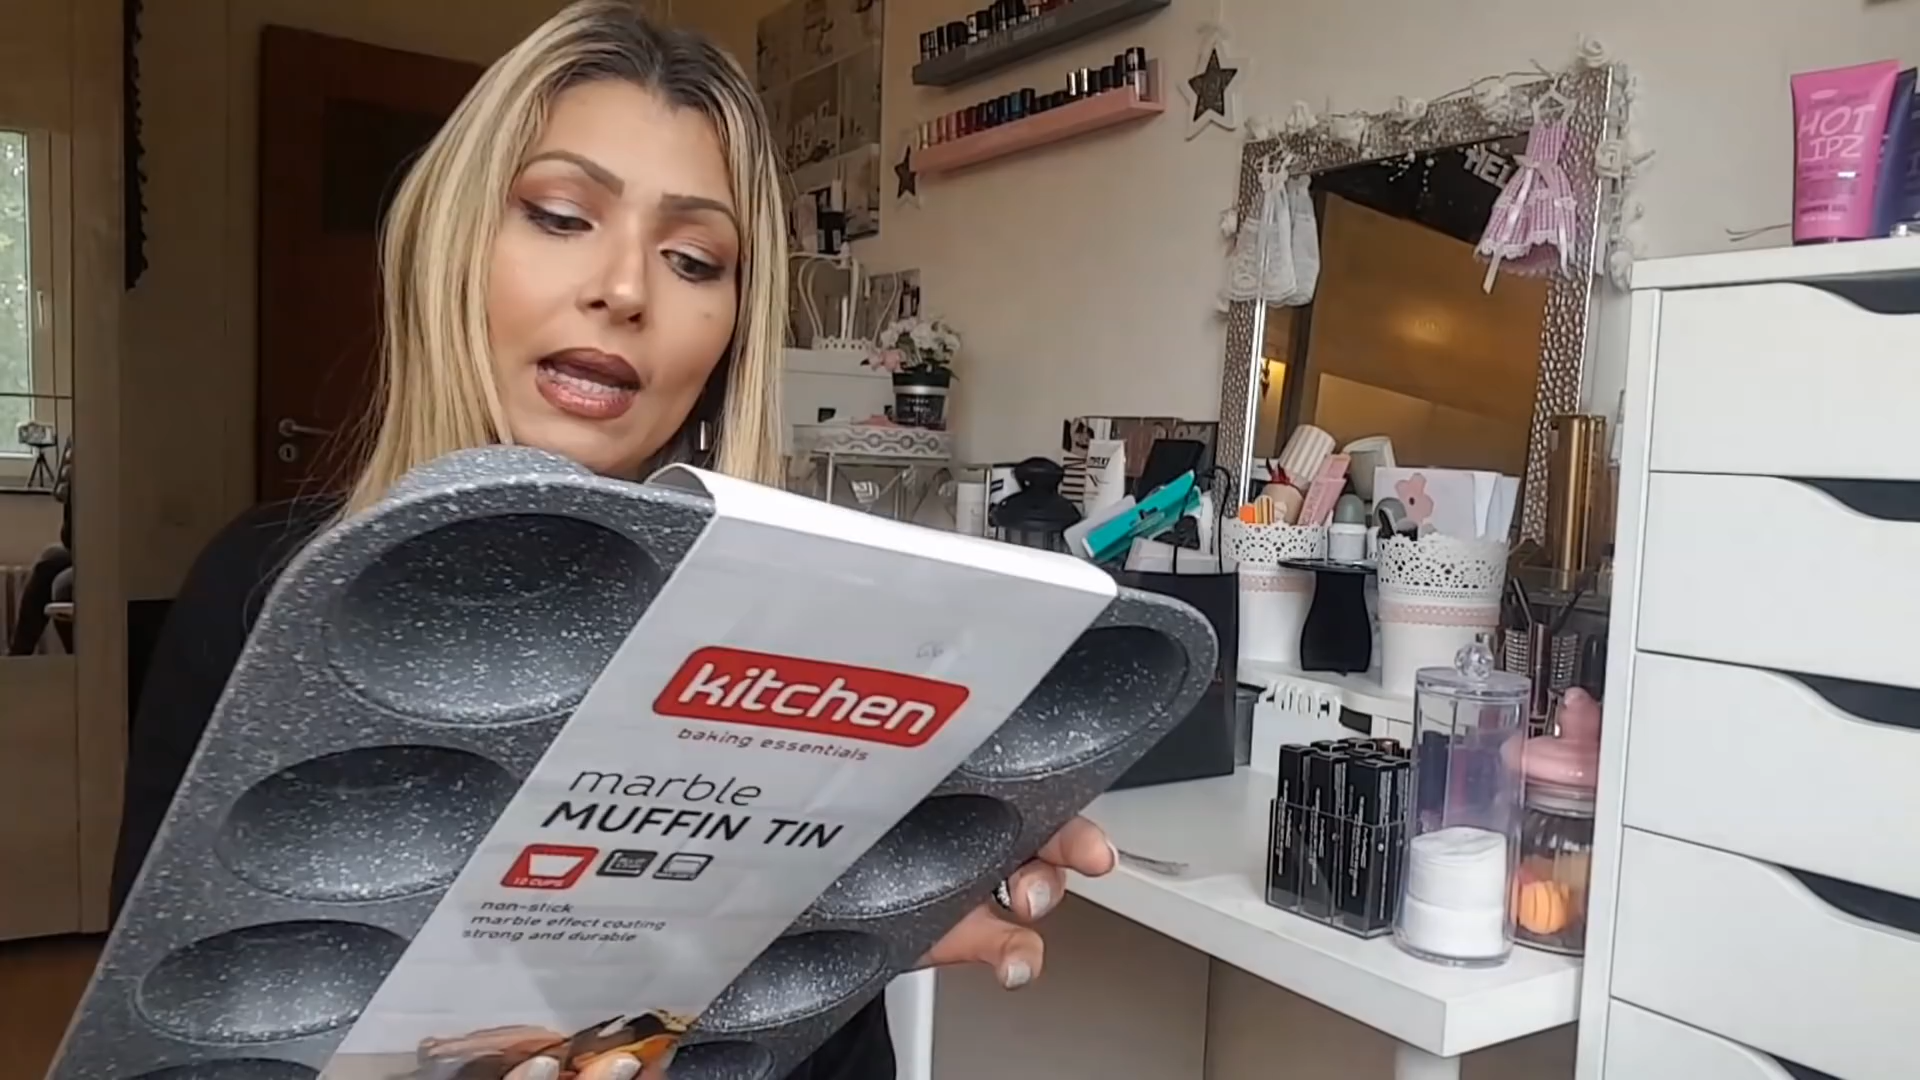 HOT
LIPZ
kitchen
baking essentials
marble
MUFFIN TIN
12 CUPS
non-stick
marble effect coating
strong and durable